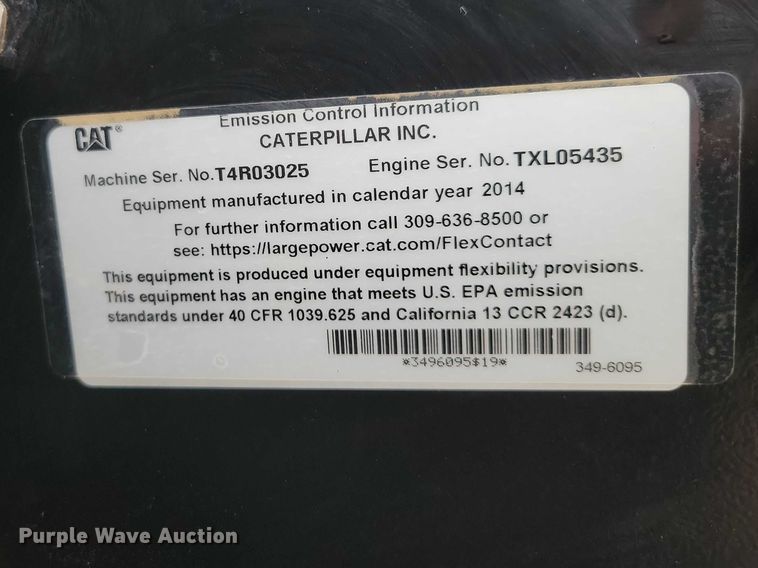 Emission Control Information
CAT®
CATERPILLAR INC.
Machine Ser. No.T4R03025 Engine Ser. No. TXL05435
Equipment manufactured in calendar year 2014
For further information call 309-636-8500 or
see: https://largepower.cat.com/FlexContact
This equipment is produced under equipment flexibility provisions.
This equipment has an engine that meets U.S. EPA emission
standards under 40 CFR 1039.625 and California 13 CCR 2423 (d).
*3496095$19*
349-6095
Purple Wave Auction